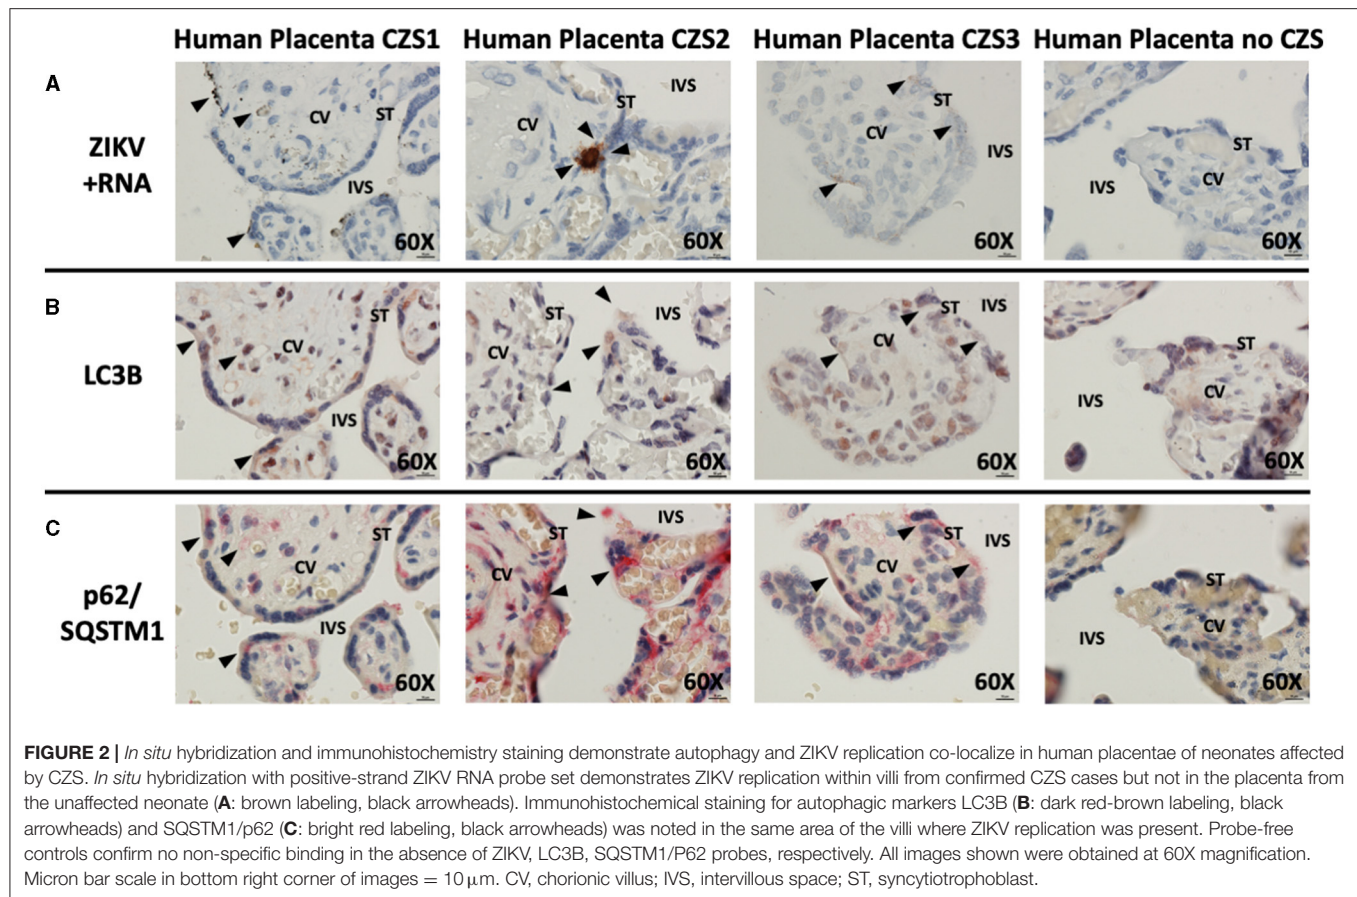 Human Placenta CZS1 Human Placenta CZS2 Human Placenta CZS3 Human Placenta no CZS
A
ZIKV
+RNA
CV ST IVS 60X
CV ST IVS 60X
CV ST IVS 60X
IVS ST CV 60X
B
LC3B
CV ST IVS 60X
CV ST IVS 60X
CV ST IVS 60X
IVS ST CV 60X
C
p62/
SQSTM1
CV ST IVS 60X
CV ST IVS 60X
CV ST IVS 60X
IVS ST CV 60X
FIGURE 2 | In situ hybridization and immunohistochemistry staining demonstrate autophagy and ZIKV replication co-localize in human placentae of neonates affected
by CZS. In situ hybridization with positive-strand ZIKV RNA probe set demonstrates ZIKV replication within villi from confirmed CZS cases but not in the placenta from
the unaffected neonate (A: brown labeling, black arrowheads). Immunohistochemical staining for autophagic markers LC3B (B: dark red-brown labeling, black
arrowheads) and SQSTM1/p62 (C: bright red labeling, black arrowheads) was noted in the same area of the villi where ZIKV replication was present. Probe-free
controls confirm no non-specific binding in the absence of ZIKV, LC3B, SQSTM1/P62 probes, respectively. All images shown were obtained at 60X magnification.
Micron bar scale in bottom right corner of images = 10 μm. CV, chorionic villus; IVS, intervillous space; ST, syncytiotrophoblast.